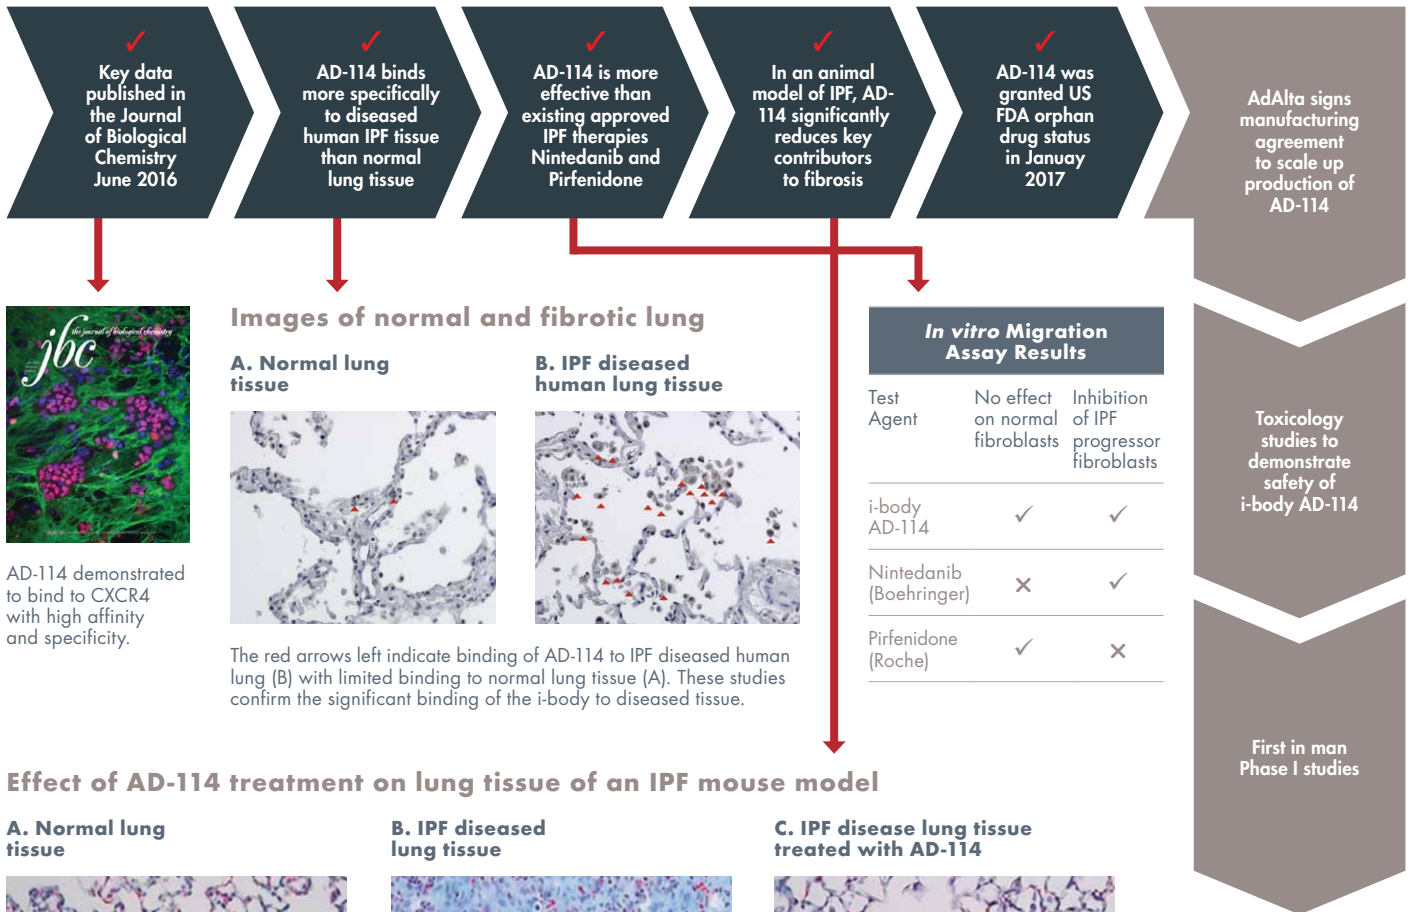 Key data
published in
the Journal
of Biological
Chemistry
June 2016
AD-114 binds
more specifically
to diseased
human IPF tissue
than normal
lung tissue
AD-114 is more
effective than
existing approved
IPF therapies
Nintedanib and
Pirfenidone
In an animal
model of IPF, AD-
114 significantly
reduces key
contributors
to fibrosis
AD-114 was
granted US
FDA orphan
drug status
in Januay
2017
AdAlta signs
manufacturing
agreement
to scale up
production of
AD-114
Toxicology
studies to
demonstrate
safety of
i-body AD-114
First in man
Phase I studies
the journal of biological chemistry
jbc
AD-114 demonstrated
to bind to CXCR4
with high affinity
and specificity.
Images of normal and fibrotic lung
A. Normal lung
tissue
B. IPF diseased
human lung tissue
The red arrows left indicate binding of AD-114 to IPF diseased human
lung (B) with limited binding to normal lung tissue (A). These studies
confirm the significant binding of the i-body to diseased tissue.
In vitro Migration
Assay Results
Test
Agent
No effect
on normal
fibroblasts
Inhibition
of IPF
progressor
fibroblasts
i-body
AD-114
✓ ✓
Nintedanib
(Boehringer)
× ✓
Pirfenidone
(Roche)
✓ ×
Effect of AD-114 treatment on lung tissue of an IPF mouse model
A. Normal lung
tissue
B. IPF diseased
lung tissue
C. IPF disease lung tissue
treated with AD-114